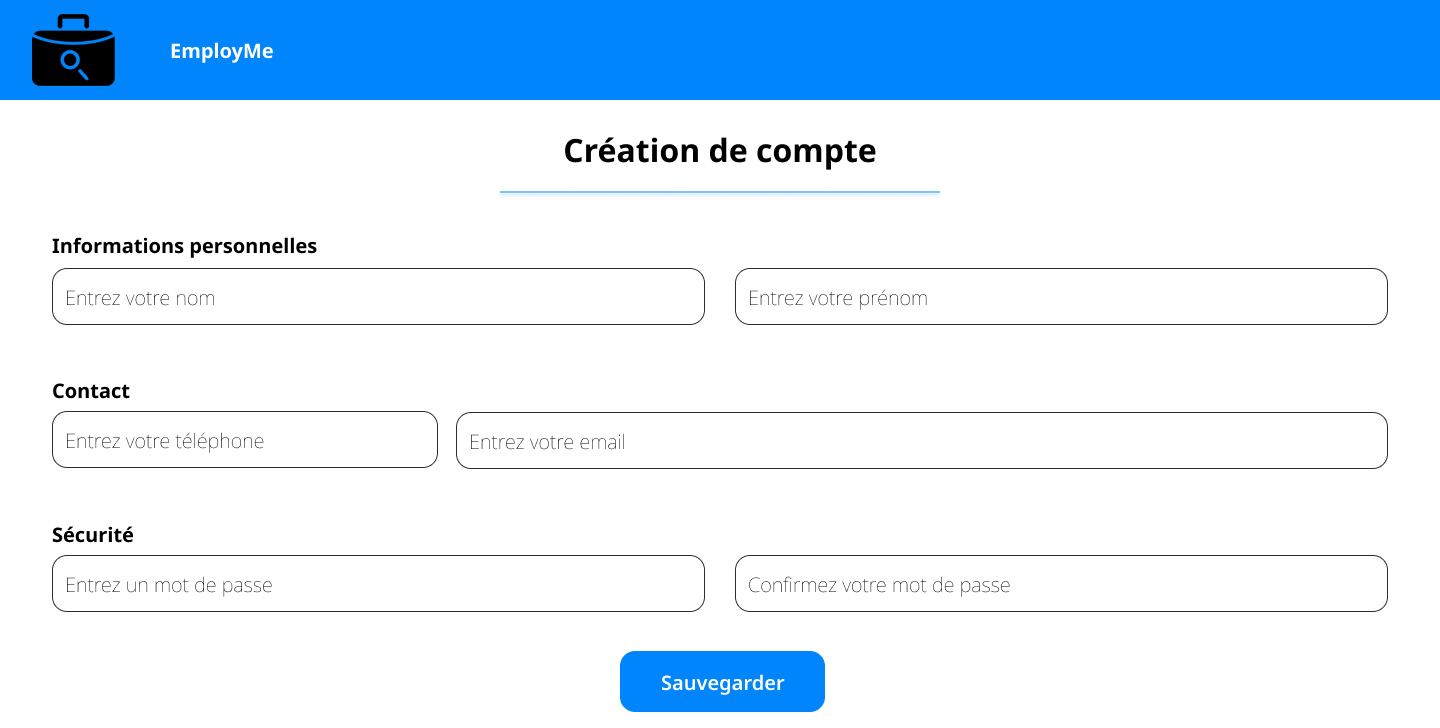 EmployMe
Création de compte
Informations personnelles
Entrez votre nom
Entrez votre prénom
Contact
Entrez votre téléphone
Entrez votre email
Sécurité
Entrez un mot de passe
Confirmez votre mot de passe
Sauvegarder